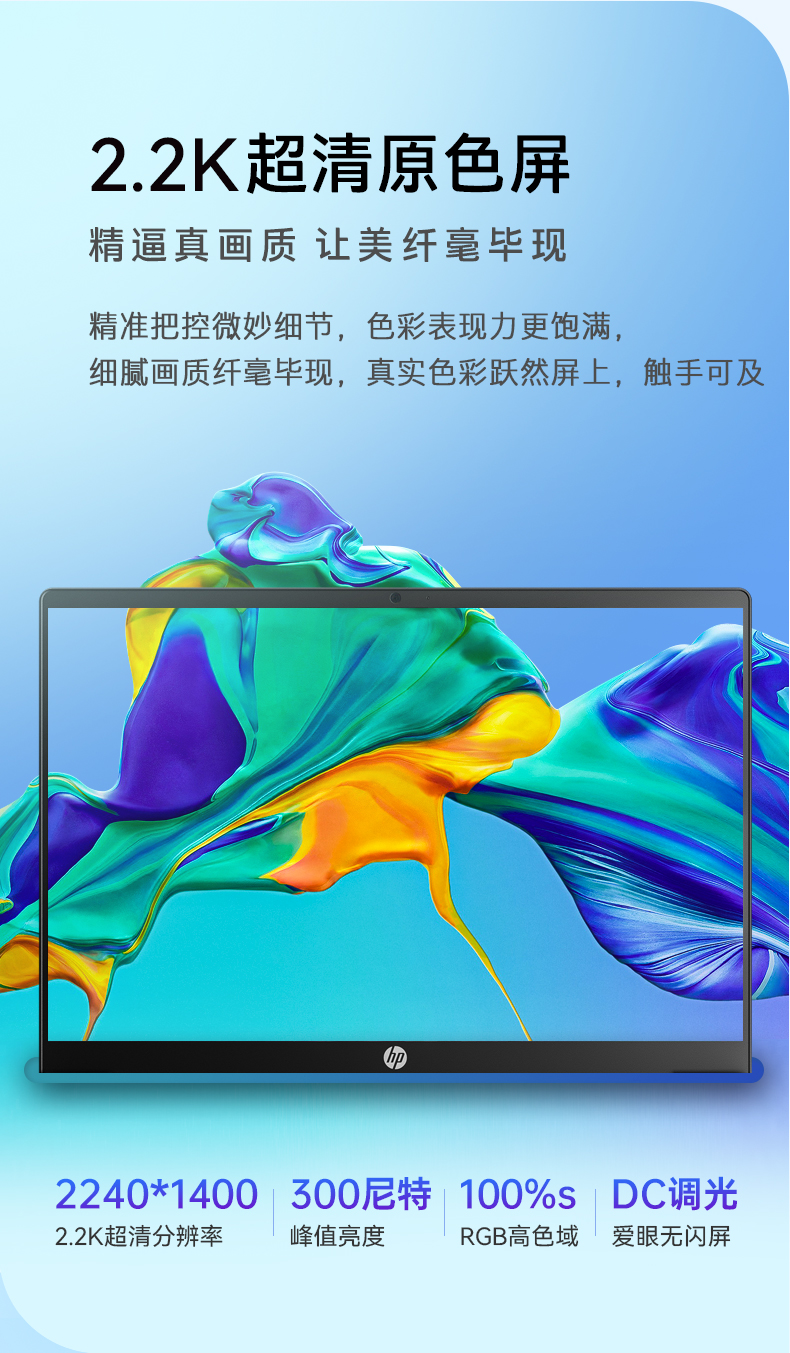 2.2K超清原色屏
精逼真画质 让美纤毫毕现
精准把控微妙细节，色彩表现力更饱满，
细腻画质纤毫毕现，真实色彩跃然屏上，触手可及
hp
2240*1400
2.2K超清分辨率
300尼特
峰值亮度
100%s
RGB高色域
DC调光
爱眼无闪屏